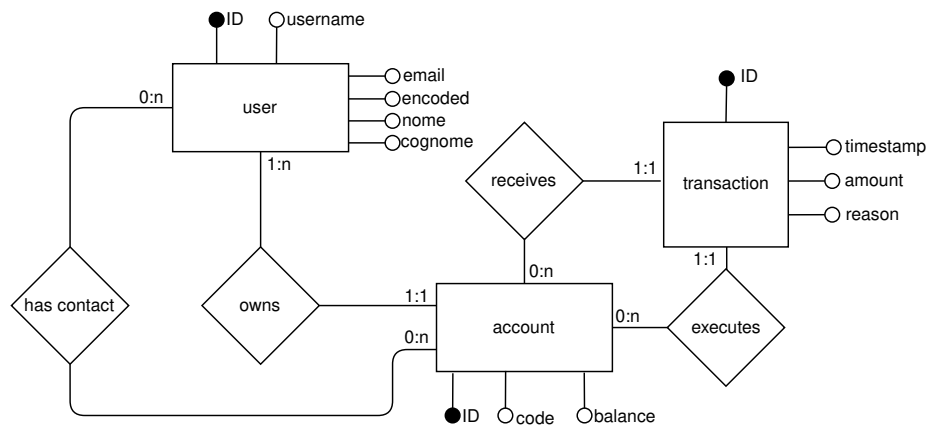 ID
username
email
encoded
nome
cognome
user
0:n
1:n
ID
timestamp
amount
reason
transaction
1:1
receives
1:1
0:n
has contact
owns
1:1
0:n
account
0:n
executes
ID
code
balance